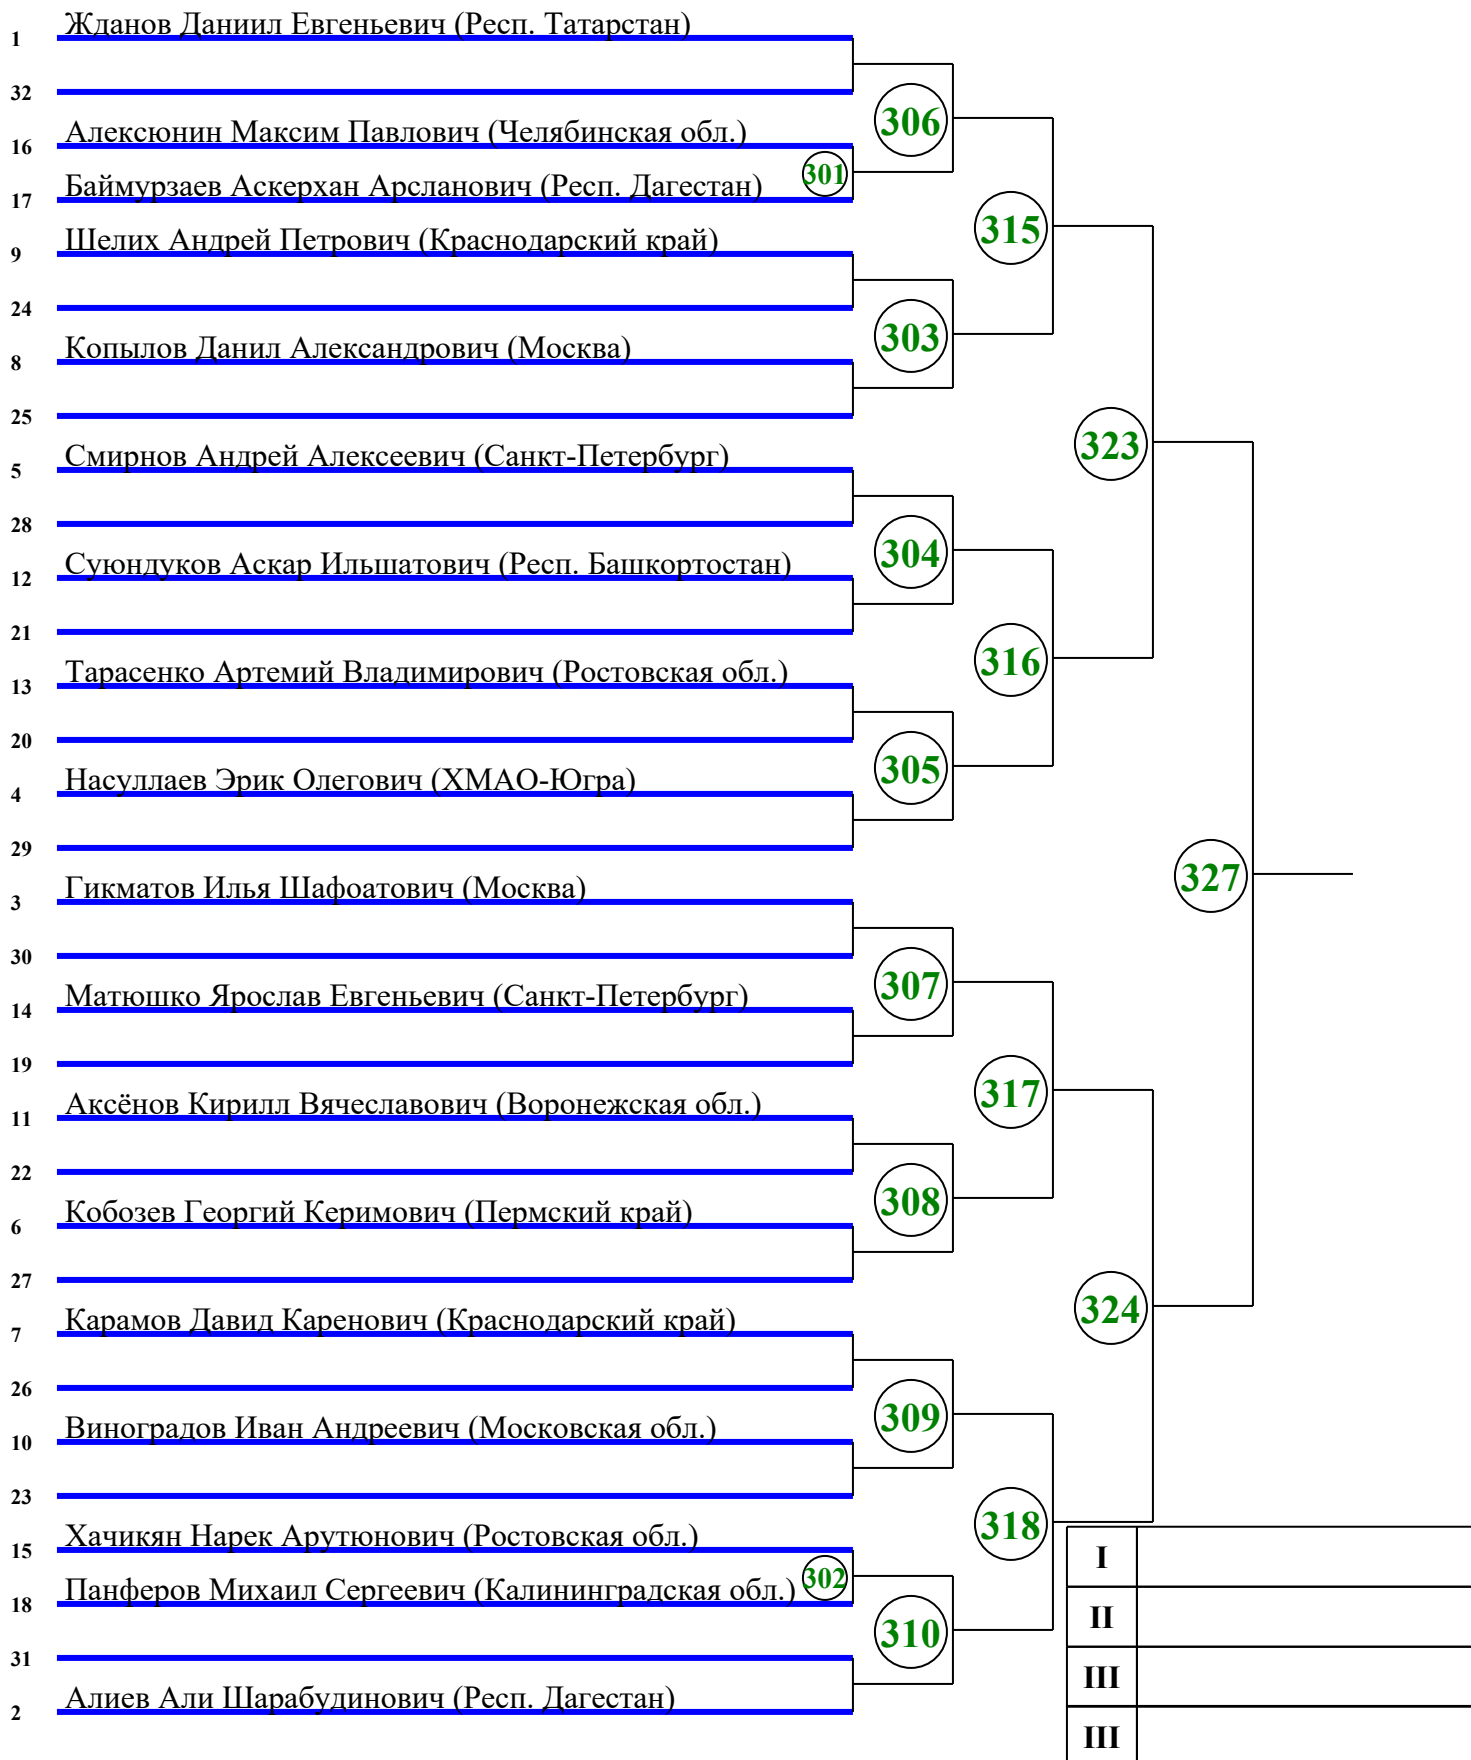 1 Жданов Даниил Евгеньевич (Респ. Татарстан)
32
306
16 Алексюнин Максим Павлович (Челябинская обл.)
301
17 Баймурзаев Аскерхан Арсланович (Респ. Дагестан)
315
9 Шелих Андрей Петрович (Краснодарский край)
24
303
8 Копылов Данил Александрович (Москва)
25
323
5 Смирнов Андрей Алексеевич (Санкт-Петербург)
28
304
12 Суюндуков Аскар Ильшатович (Респ. Башкортостан)
21
316
13 Тарасенко Артемий Владимирович (Ростовская обл.)
20
305
4 Насуллаев Эрик Олегович (ХМАО-Югра)
29
327
3 Гикматов Илья Шафоатович (Москва)
30
307
14 Матюшко Ярослав Евгеньевич (Санкт-Петербург)
19
317
11 Аксёнов Кирилл Вячеславович (Воронежская обл.)
22
308
6 Кобозев Георгий Керимович (Пермский край)
27
324
7 Карамов Давид Каренович (Краснодарский край)
26
309
10 Виноградов Иван Андреевич (Московская обл.)
23
318
15 Хачикян Нарек Арутюнович (Ростовская обл.)
I
302
18 Панферов Михаил Сергеевич (Калининградская обл.)
II
310
31
III
2 Алиев Али Шарабудинович (Респ. Дагестан)
III